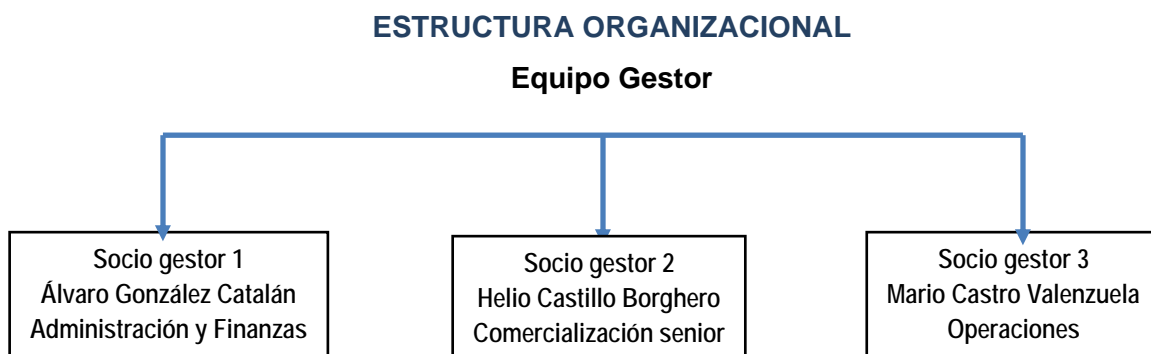 ESTRUCTURA ORGANIZACIONAL
Equipo Gestor
Socio gestor 1
Álvaro González Catalán
Administración y Finanzas
Socio gestor 2
Helio Castillo Borghero
Comercialización senior
Socio gestor 3
Mario Castro Valenzuela
Operaciones